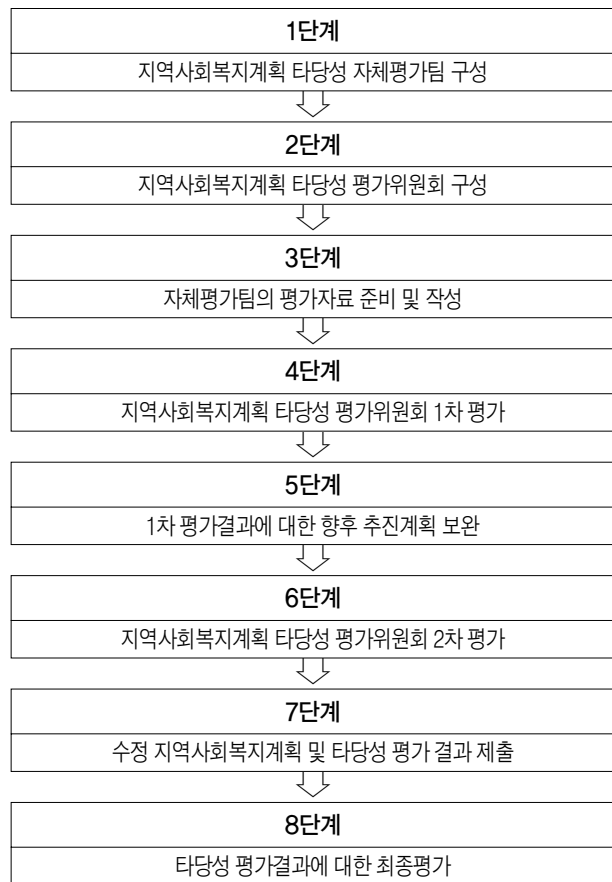 1단계
지역사회복지계획 타당성 자체평가팀 구성
2단계
지역사회복지계획 타당성 평가위원회 구성
3단계
자체평가팀의 평가자료 준비 및 작성
4단계
지역사회복지계획 타당성 평가위원회 1차 평가
5단계
1차 평가결과에 대한 향후 추진계획 보완
6단계
지역사회복지계획 타당성 평가위원회 2차 평가
7단계
수정 지역사회복지계획 및 타당성 평가 결과 제출
8단계
타당성 평가결과에 대한 최종평가